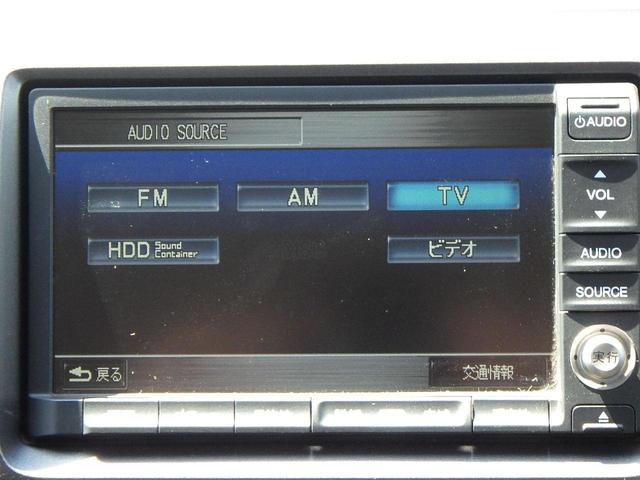 AUDIO SOURCE
FM AM TV
HDD Sound Container ビデオ
戻る 交通情報
AUDIO
VOL
AUDIO
SOURCE
実行